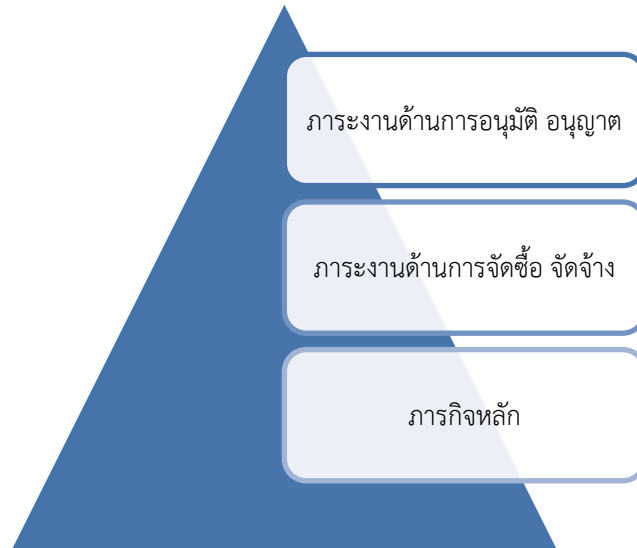 ภาระงานด้านการอนุมัติ อนุญาต
ภาระงานด้านการจัดซื้อ จัดจ้าง
ภารกิจหลัก